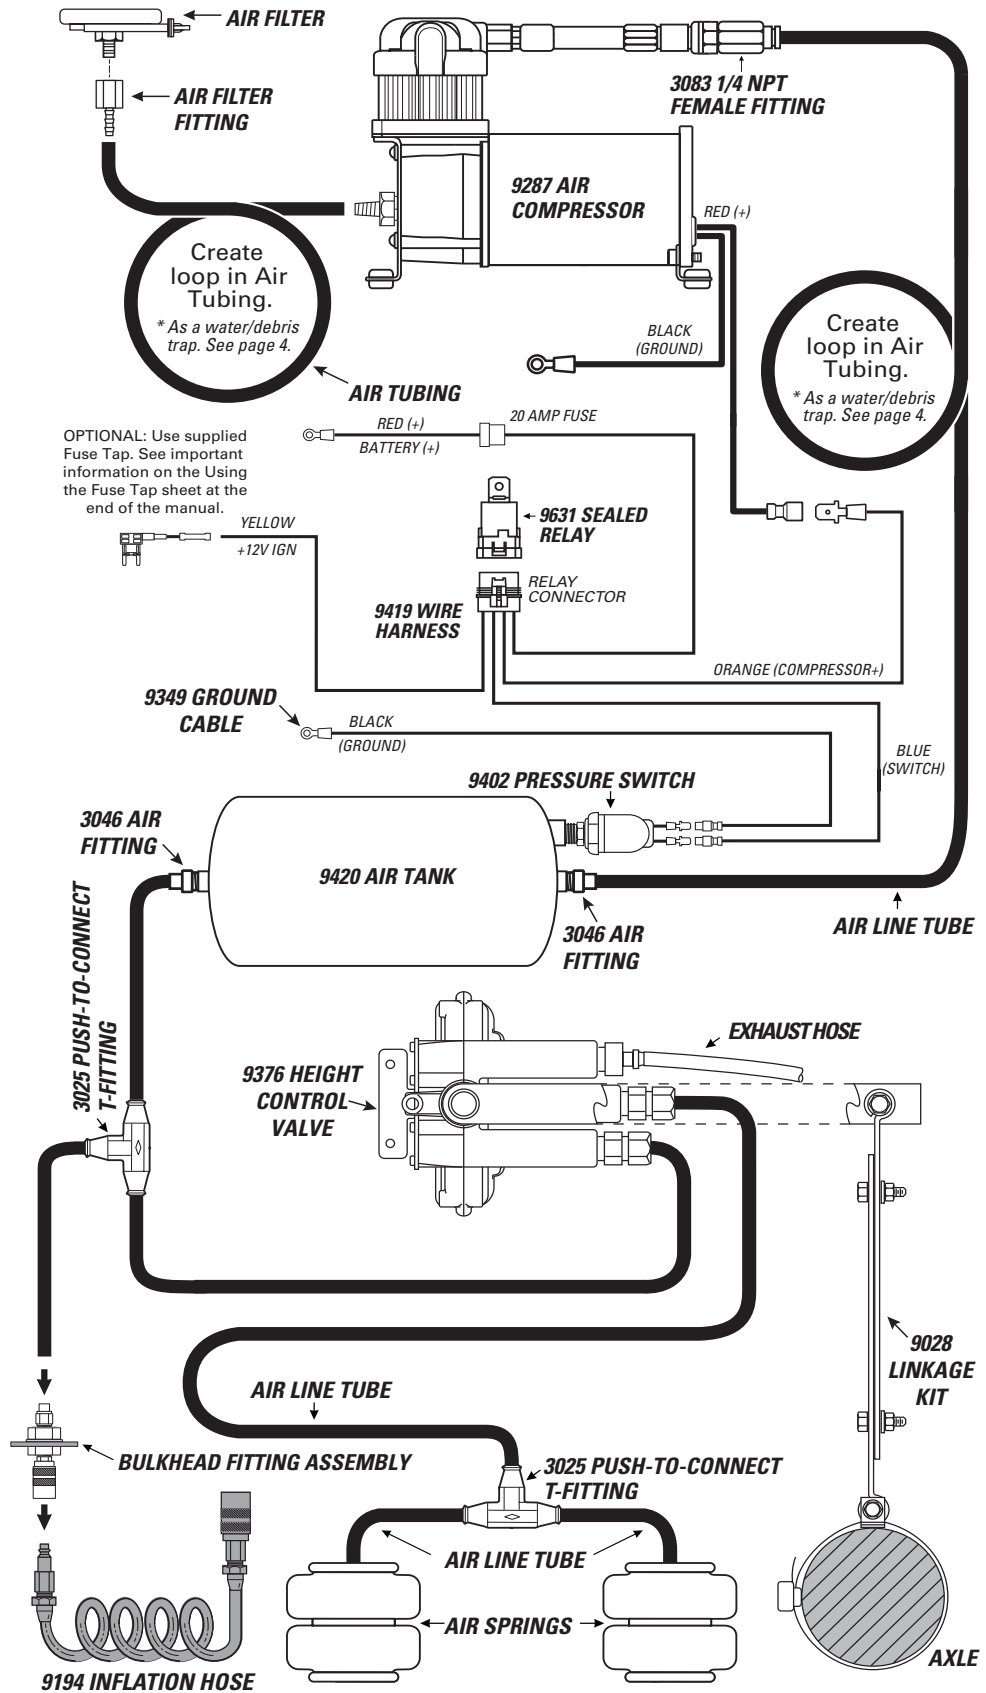 AIR FILTER
3083 1/4 NPT
FEMALE FITTING
AIR FILTER
FITTING
9287 AIR
COMPRESSOR
RED (+)
Create
loop in Air
Tubing.
* As a water/debris
trap. See page 4.
BLACK
(GROUND)
Create
loop in Air
Tubing.
* As a water/debris
trap. See page 4.
AIR TUBING
OPTIONAL: Use supplied
Fuse Tap. See important
information on the Using
the Fuse Tap sheet at the
end of the manual.
RED (+)
BATTERY (+)
20 AMP FUSE
YELLOW
+12V IGN
9631 SEALED
RELAY
RELAY
CONNECTOR
9419 WIRE
HARNESS
ORANGE (COMPRESSOR+)
9349 GROUND
CABLE
BLACK
(GROUND)
BLUE
(SWITCH)
9402 PRESSURE SWITCH
3046 AIR
FITTING
9420 AIR TANK
3046 AIR
FITTING
AIR LINE TUBE
3025 PUSH-TO-CONNECT
T-FITTING
EXHAUST HOSE
9376 HEIGHT
CONTROL
VALVE
9028
LINKAGE
KIT
AIR LINE TUBE
BULKHEAD FITTING ASSEMBLY
3025 PUSH-TO-CONNECT
T-FITTING
AIR LINE TUBE
AIR SPRINGS
AXLE
9194 INFLATION HOSE